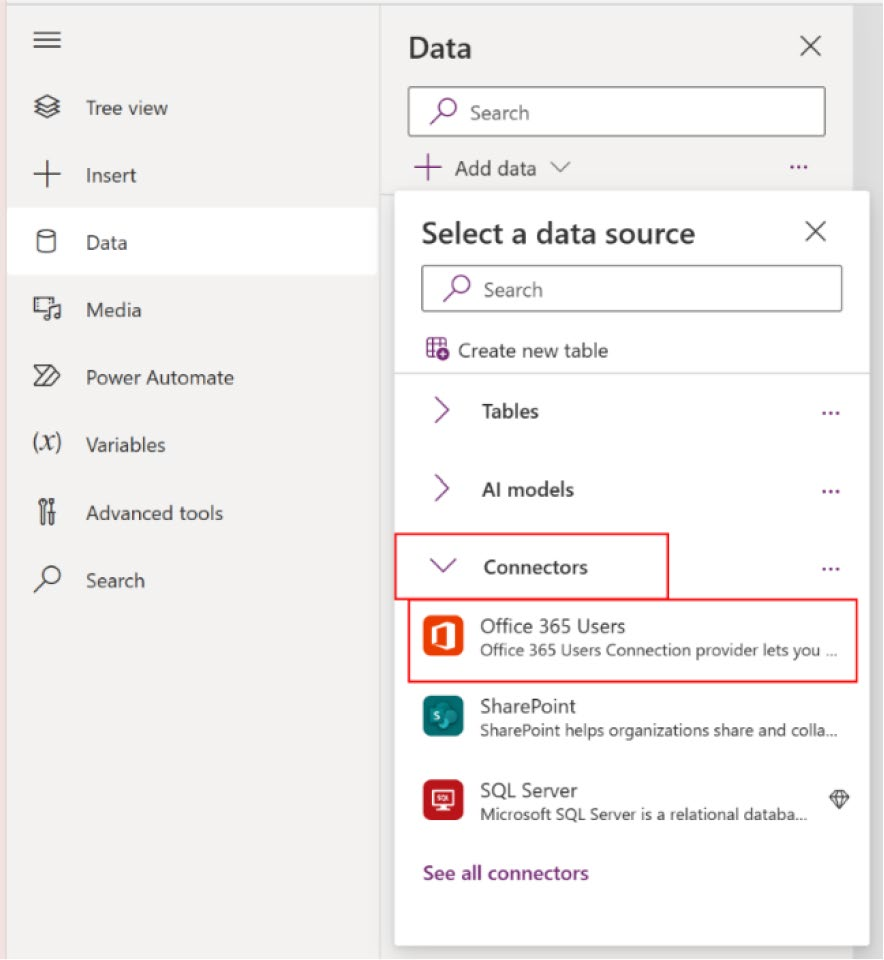 Data
Search
Tree view
Add data
Insert
Select a data source
Data
Search
Media
Create new table
Power Automate
Tables
Variables
AI models
Advanced tools
Connectors
Search
Office 365 Users
Office 365 Users Connection provider lets you ...
SharePoint
S
SharePoint helps organizations share and colla...
SQL Server
SQL
Microsoft SQL Server is a relational databa...
See all connectors